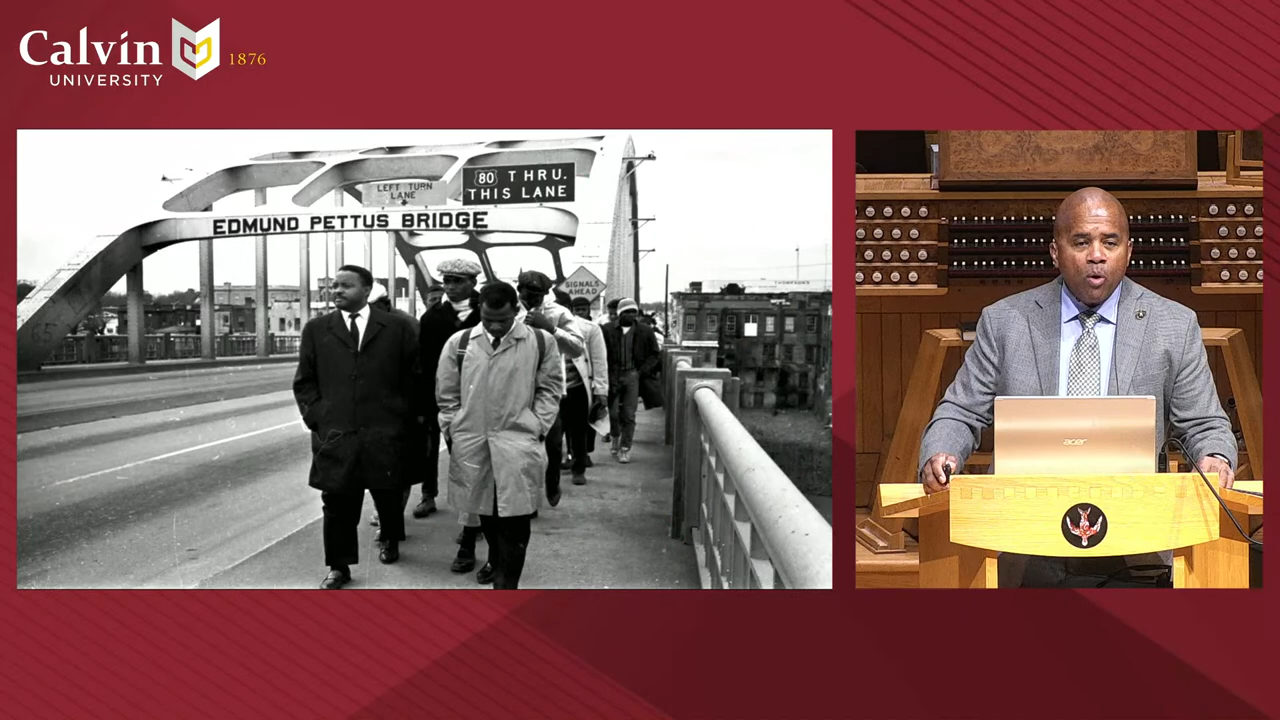 Calvin
UNIVERSITY
1876
80 THRU.
THIS LANE
LEFT TURN
LANE
EDMUND PETTUS BRIDGE
SIGNALS
AHEAD
acer